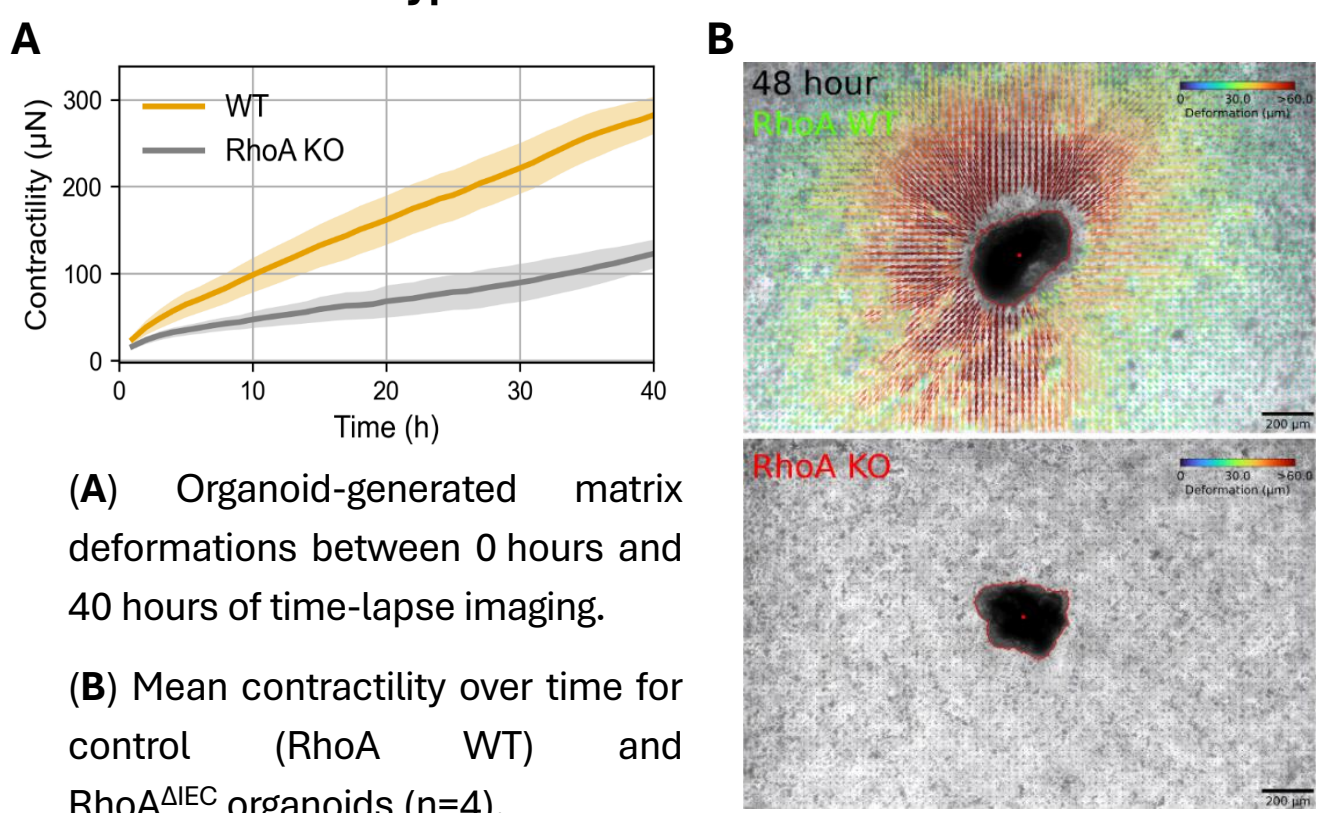 A
B
300
200
100
0
Contractility (µN)
WT
RhoA KO
0 10 20 30 40
Time (h)
48 hour
RhoA WT
0 30.0 >60.0
Deformation (µm)
200 µm
RhoA KO
0 30.0 >60.0
Deformation (µm)
200 µm
(A) Organoid-generated matrix
deformations between 0 hours and
40 hours of time-lapse imaging.
(B) Mean contractility over time for
control (RhoA WT) and
RhoAΔIEC organoids (n=4).